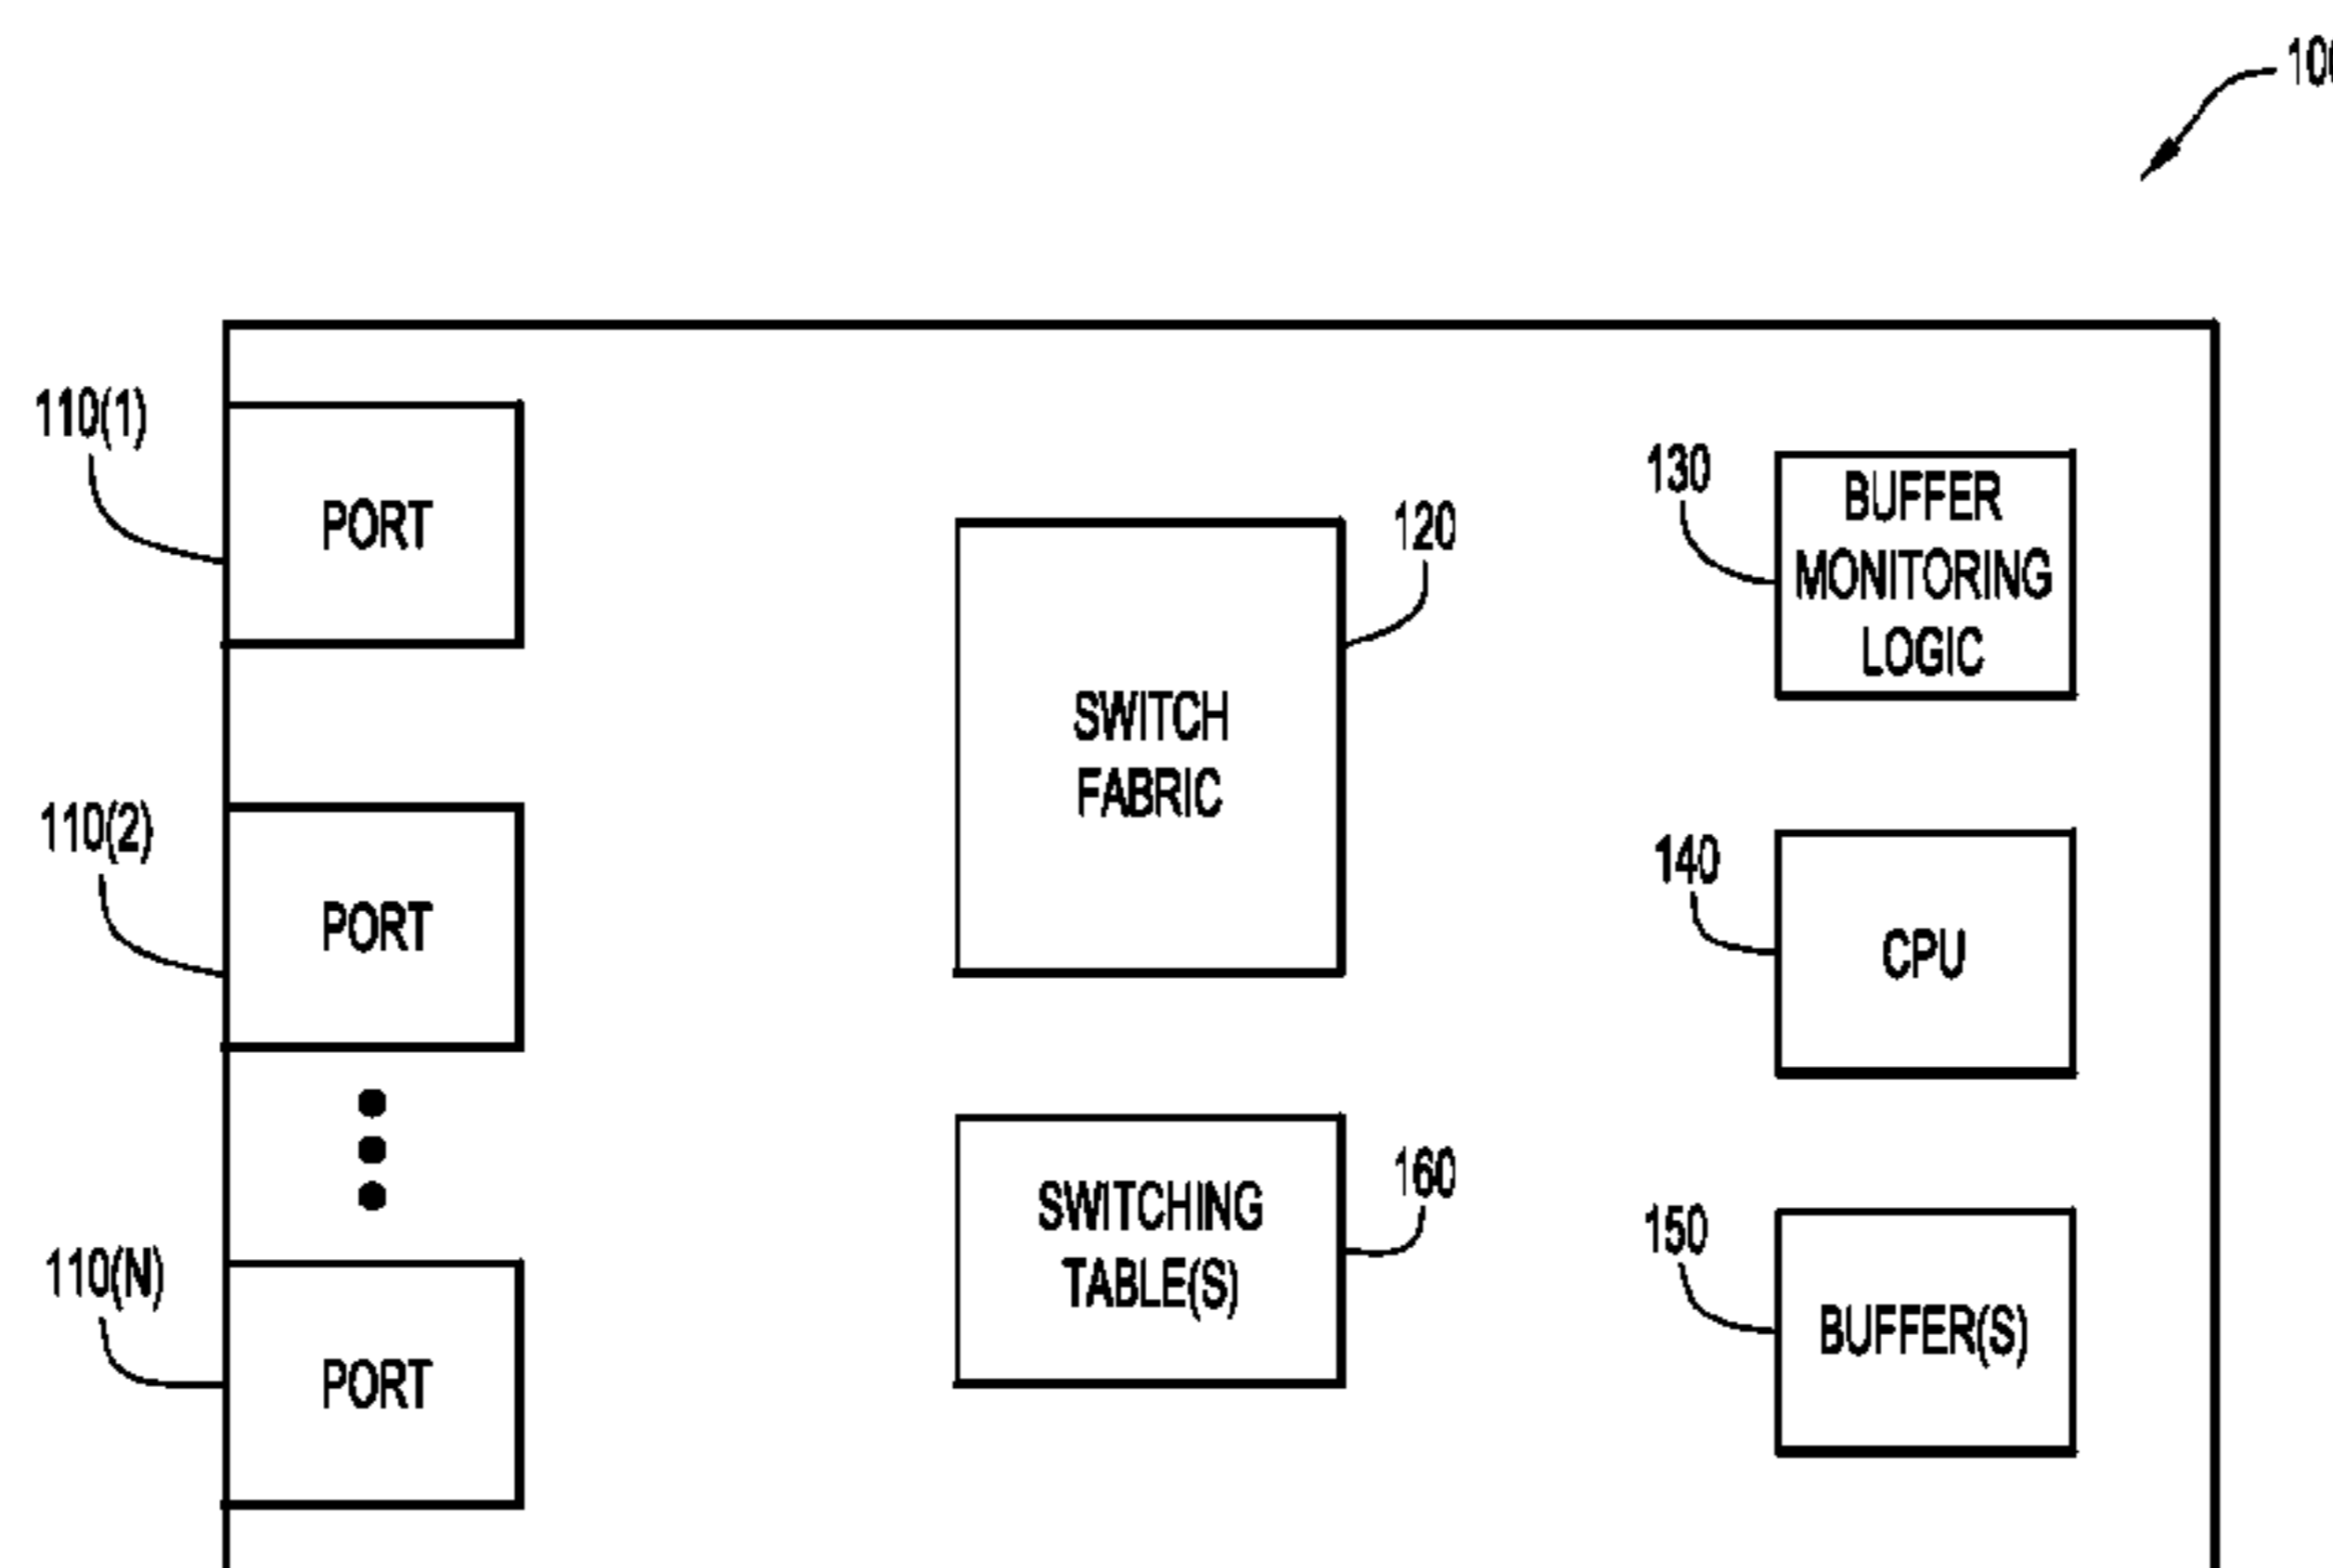 100
110(1)
PORT
120
130
BUFFER
MONITORING
LOGIC
SWITCH
FABRIC
110(2)
PORT
140
CPU
160
SWITCHING
TABLE(S)
150
BUFFER(S)
110(N)
PORT